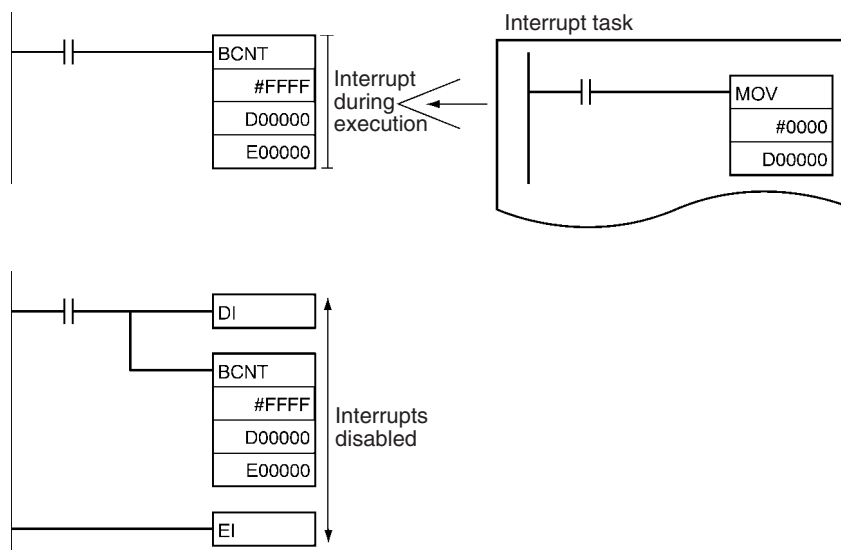 Interrupt task
BCNT
#FFFF
D00000
E00000
Interrupt
during
execution
MOV
#0000
D00000
DI
BCNT
#FFFF
D00000
E00000
Interrupts
disabled
EI